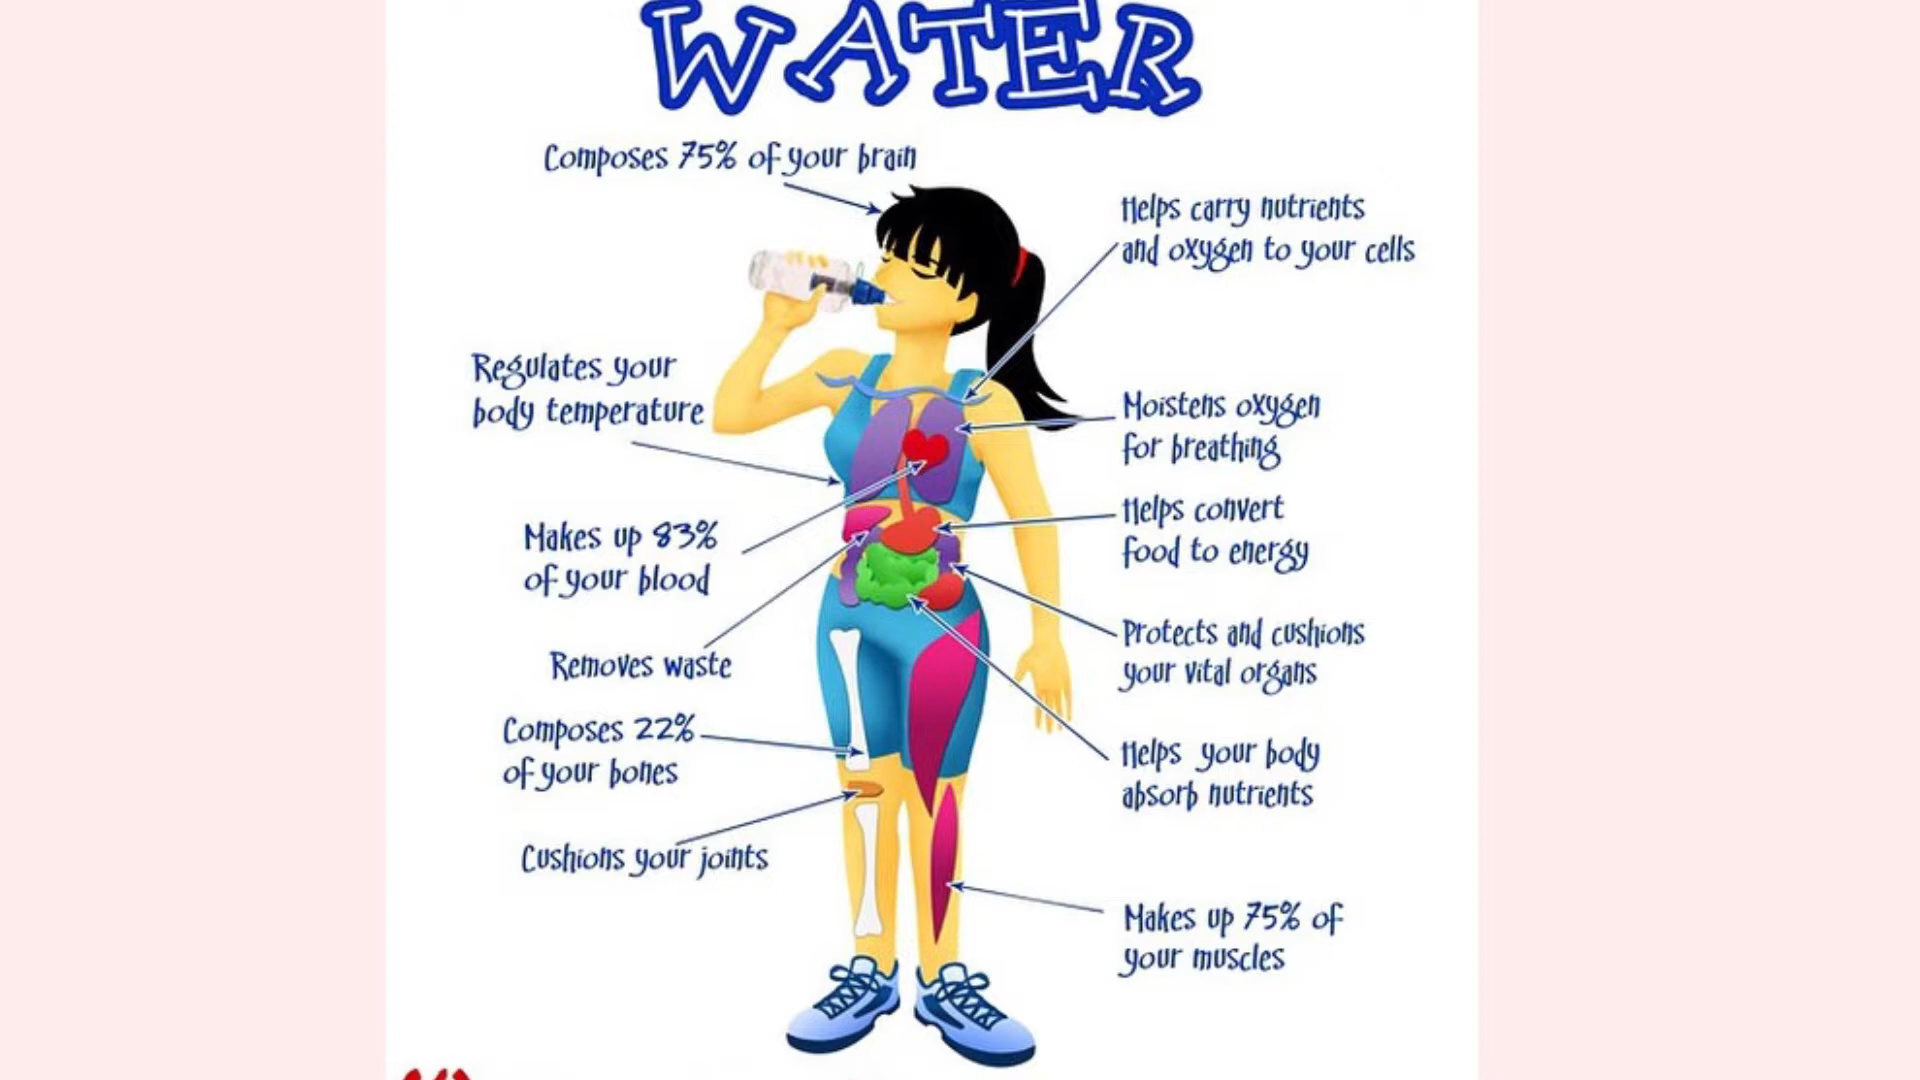 WATER
Composes 75% of your brain
Helps carry nutrients
and oxygen to your cells
Regulates your
body temperature
Moistens oxygen
for breathing
Makes up 83%
of your blood
Helps convert
food to energy
Removes waste
Protects and cushions
your vital organs
Composes 22%
of your bones
Helps your body
absorb nutrients
Cushions your joints
Makes up 75% of
your muscles